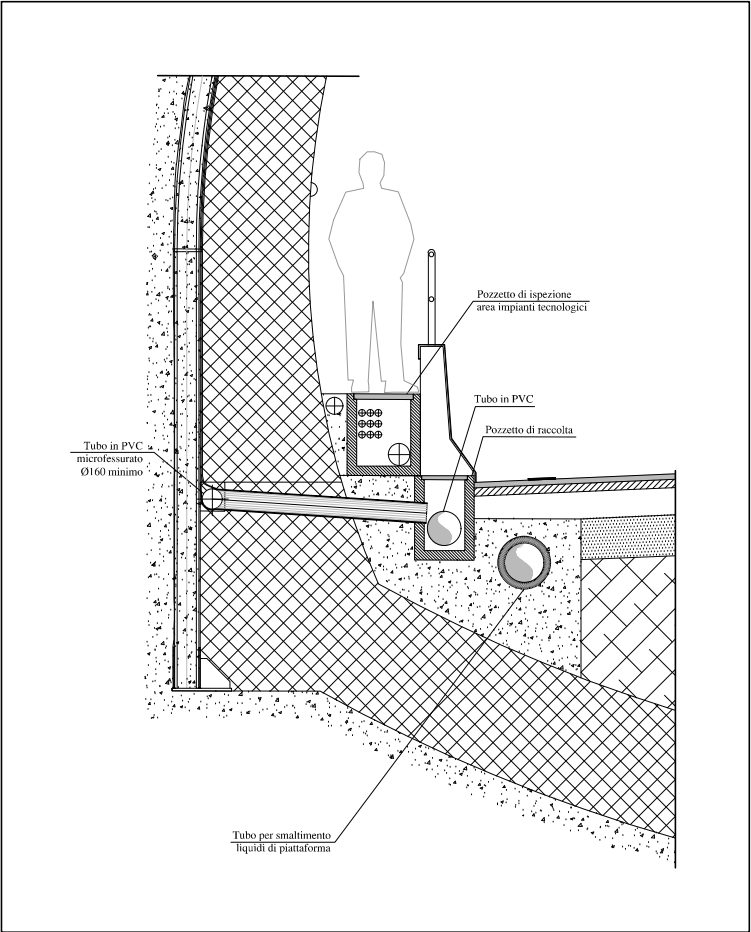 Pozzetto di ispezione
area impianti tecnologici
Tubo in PVC
Pozzetto di raccolta
Tubo in PVC
microfessurato
Ø160 minimo
Tubo per smaltimento
liquidi di piattaforma